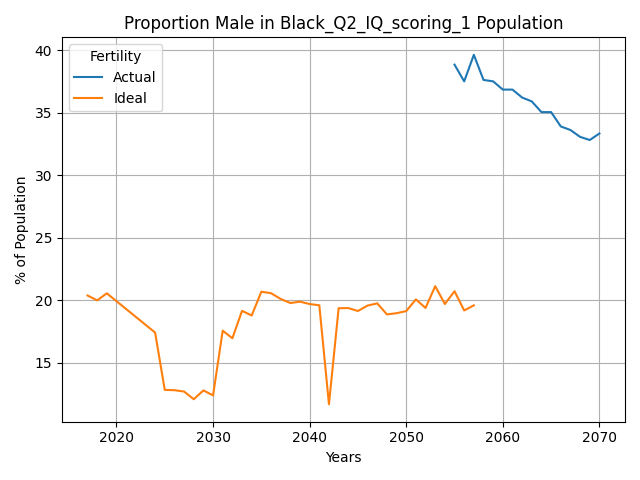 Proportion Male in Black_Q2_IQ_scoring_1 Population
Fertility
Actual
Ideal
% of Population
40
35
30
25
20
15
2020 2030 2040 2050 2060 2070
Years